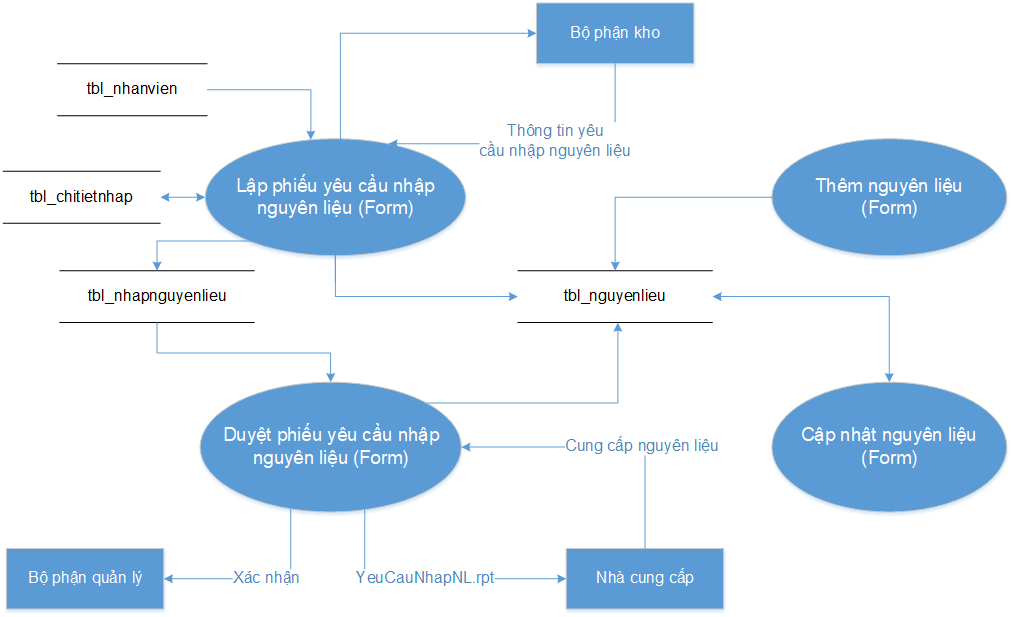 Bộ phận kho
tbl_nhanvien
Thông tin yêu
cầu nhập nguyên liệu
Lập phiếu yêu cầu nhập
nguyên liệu (Form)
Thêm nguyên liệu
(Form)
tbl_chitietnhap
tbl_nhapnguyenlieu
tbl_nguyenlieu
Duyệt phiếu yêu cầu nhập
nguyên liệu (Form)
Cung cấp nguyên liệu
Cập nhật nguyên liệu
(Form)
Bộ phận quản lý
Xác nhận
YeuCauNhapNL.rpt
Nhà cung cấp